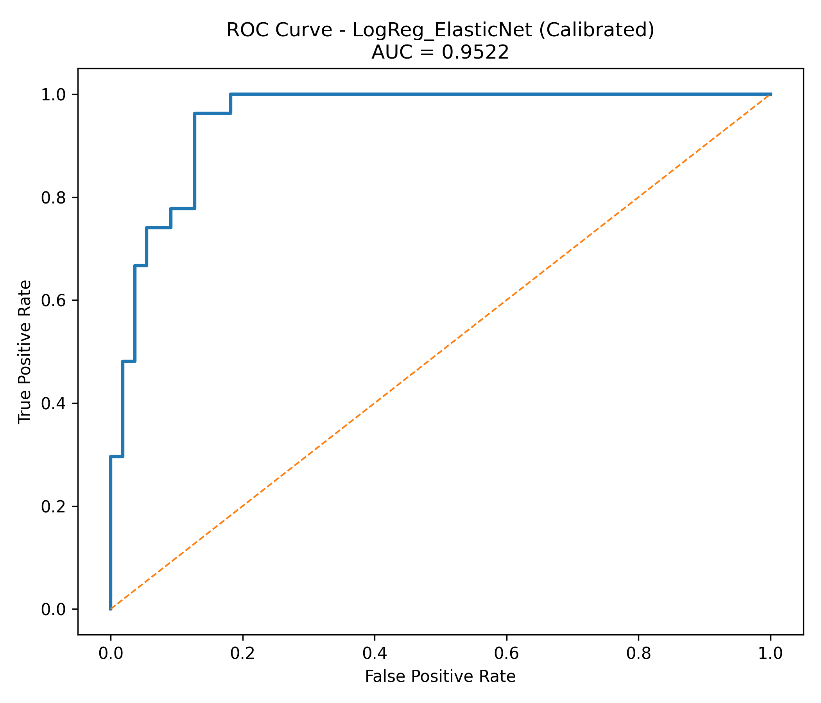 ROC Curve - LogReg_ElasticNet (Calibrated)
AUC = 0.9522
1.0
0.8
0.6
0.4
0.2
0.0
True Positive Rate
0.0 0.2 0.4 0.6 0.8 1.0
False Positive Rate